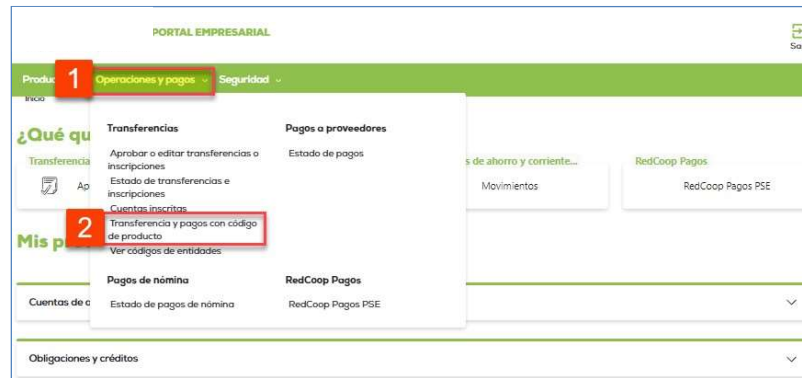 PORTAL EMPRESARIAL
Sa
Produ 1 Operaciones y pagos Seguridad
Inicio
Transferencias Pagos a proveedores
¿Qué qu
Transferencia Aprobar o editar transferencias o Estado de pagos s de ahorro y corriente... RedCoop Pagos
inscripciones
Ap Estado de transferencias e Movimientos RedCoop Pagos PSE
inscripciones
Cuentas inscritas
2 Transferencia y pagos con código
de producto
Mis p
Ver códigos de entidades
Pagos de nómina RedCoop Pagos
Cuentas de a Estado de pagos de nómina RedCoop Pagos PSE
Obligaciones y créditos